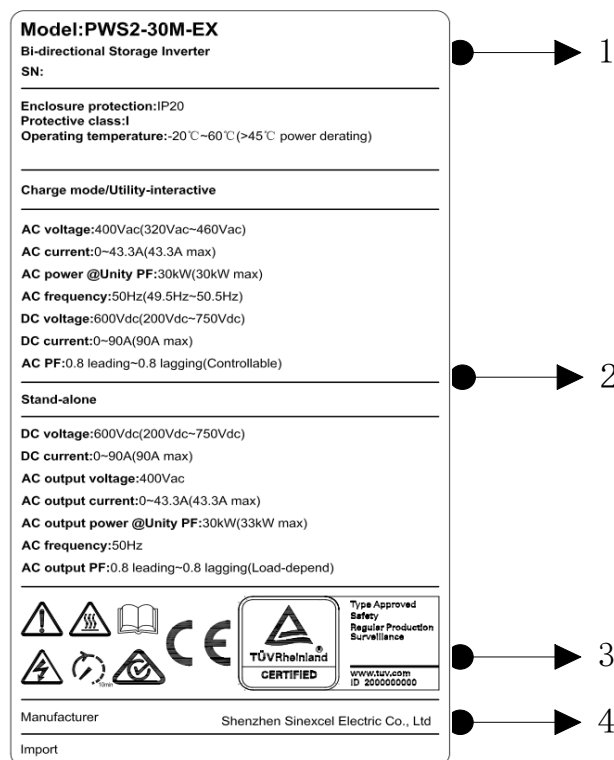 Model:PWS2-30M-EX
Bi-directional Storage Inverter
SN:
Enclosure protection:IP20
Protective class:I
Operating temperature:-20℃~60℃(>45℃ power derating)
Charge mode/Utility-interactive
AC voltage:400Vac(320Vac~460Vac)
AC current:0~43.3A(43.3A max)
AC power @Unity PF:30kW(30kW max)
AC frequency:50Hz(49.5Hz~50.5Hz)
DC voltage:600Vdc(200Vdc~750Vdc)
DC current:0~90A(90A max)
AC PF:0.8 leading~0.8 lagging(Controllable)
Stand-alone
DC voltage:600Vdc(200Vdc~750Vdc)
DC current:0~90A(90A max)
AC output voltage:400Vac
AC output current:0~43.3A(43.3A max)
AC output power @Unity PF:30kW(33kW max)
AC frequency:50Hz
AC output PF:0.8 leading~0.8 lagging(Load-depend)
10min
CE
TÜVRheinland®
CERTIFIED
Type Approved
Safety
Regular Production
Surveillance
www.tuv.com
ID 2000000000
Manufacturer Shenzhen Sinexcel Electric Co., Ltd
Import
1
2
3
4